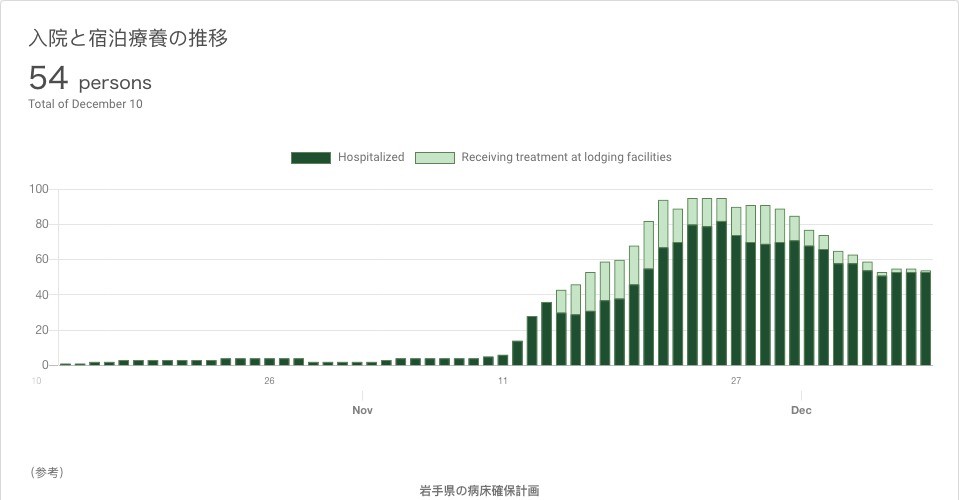 入院と宿泊療養の推移
54 persons
Total of December 10
Hospitalized
Receiving treatment at lodging facilities
100
80
60
40
20
0
10
26
11
27
Nov
Dec
(参考)
岩手県の病床確保計画